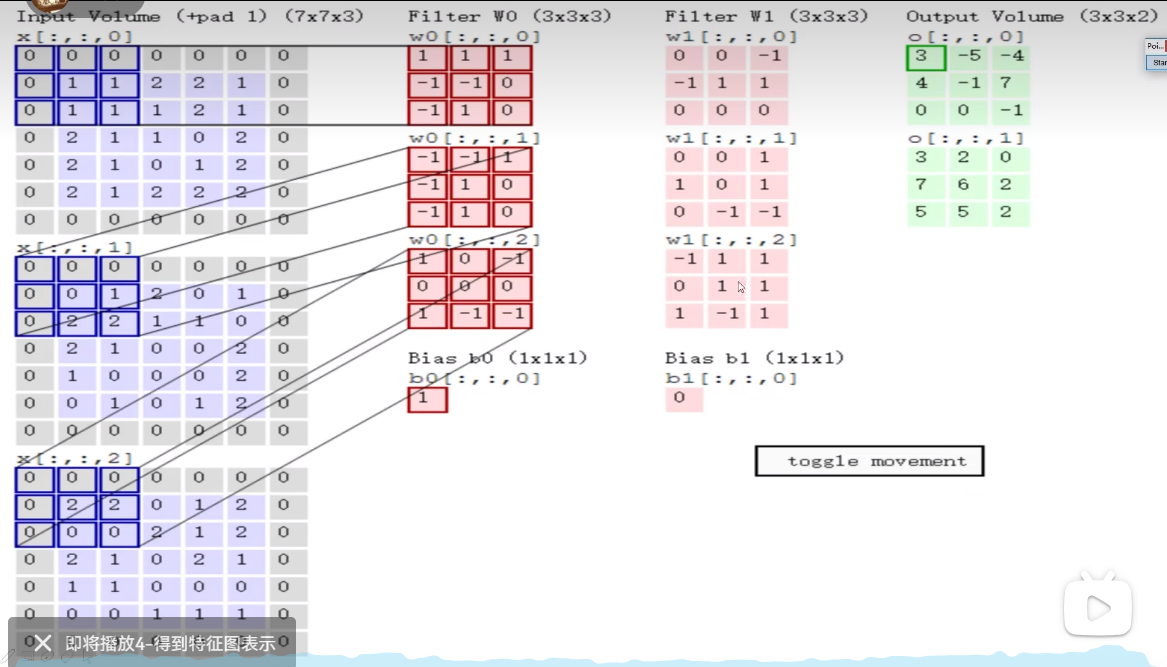 Input Volume (+pad 1) (7x7x3) Filter W0 (3x3x3) Filter W1 (3x3x3) Output Volume (3x3x2)
x[:,:,0] w0[:,:,0] w1[:,:,0] o[:,:,0]
0 0 0 0 0 0 0 1 1 1 0 0 -1 3 -5 -4
0 1 1 2 2 1 0 -1 -1 0 -1 1 1 4 -1 7
0 1 1 1 2 1 0 -1 1 0 0 0 0 0 0 -1
0 2 1 1 0 2 0 w0[:,:,1] w1[:,:,1] o[:,:,1]
0 2 1 0 1 2 0 -1 -1 1 0 0 1 3 2 0
0 2 1 2 2 2 0 -1 1 0 1 0 1 7 6 2
0 0 0 0 0 0 0 -1 1 0 0 -1 -1 5 5 2
x[:,:,1] w0[:,:,2] w1[:,:,2]
0 0 0 0 0 0 0 1 0 -1 -1 1 1
0 0 1 2 0 1 0 0 0 0 0 1 1
0 2 2 1 1 0 0 1 -1 -1 1 -1 1
0 2 1 0 0 2 0 Bias b0 (1x1x1) Bias b1 (1x1x1)
0 1 0 0 0 2 0 b0[:,:,0] b1[:,:,0]
0 0 1 0 1 2 0 1 0
0 0 0 0 0 0 0
x[:,:,2] toggle movement
0 0 0 0 0 0 0
0 2 2 0 1 2 0
0 0 0 2 1 2 0
0 2 1 0 2 1 0
0 1 1 0 0 0 0
0 0 0 1 1 1 0
即将播放4-得到特征图表示 0
Poi...
Star